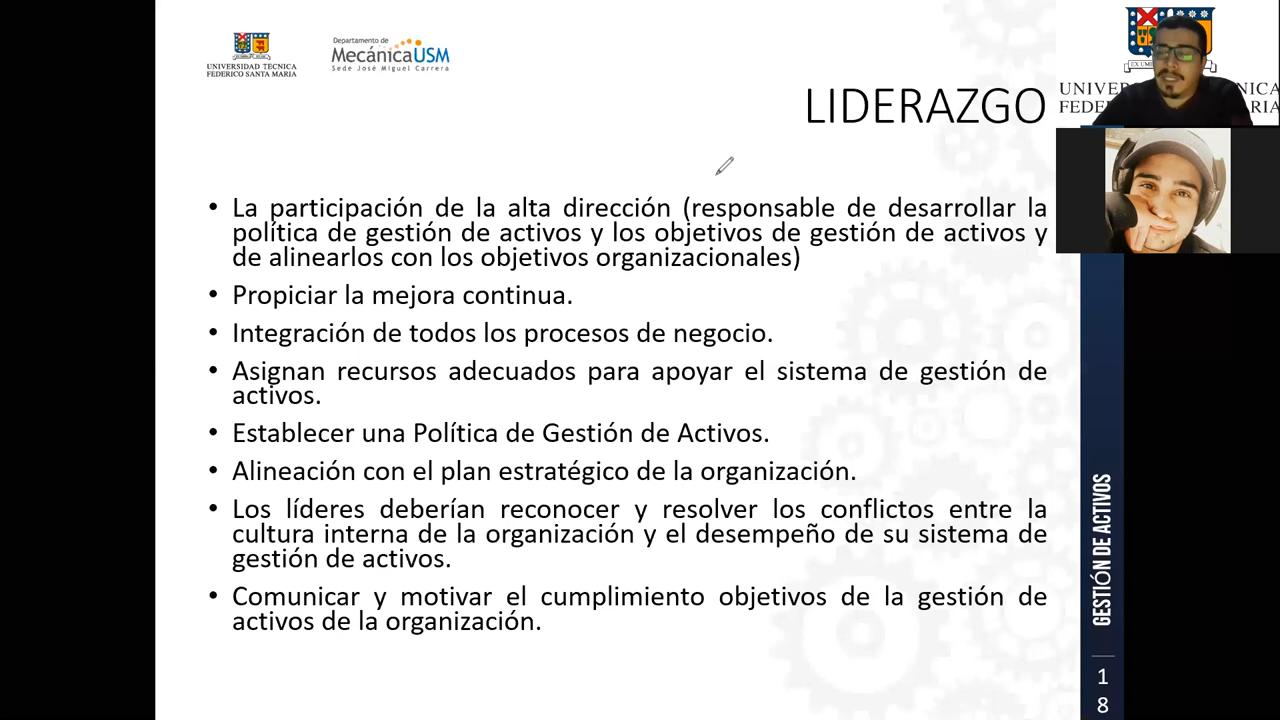 UNIVERSIDAD TECNICA
FEDERICO SANTA MARIA
Departamento de
MecánicaUSM
Sede José Miguel Carrera
LIDERAZGO
• La participación de la alta dirección (responsable de desarrollar la
política de gestión de activos y los objetivos de gestión de activos y
de alinearlos con los objetivos organizacionales)
• Propiciar la mejora continua.
• Integración de todos los procesos de negocio.
• Asignan recursos adecuados para apoyar el sistema de gestión de
activos.
• Establecer una Política de Gestión de Activos.
• Alineación con el plan estratégico de la organización.
• Los líderes deberían reconocer y resolver los conflictos entre la
cultura interna de la organización y el desempeño de su sistema de
gestión de activos.
• Comunicar y motivar el cumplimiento objetivos de la gestión de
activos de la organización.
GESTIÓN DE ACTIVOS
1
8